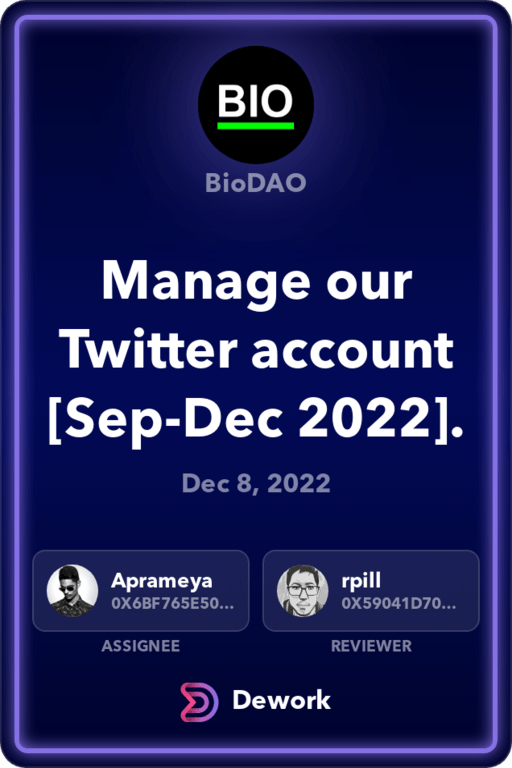 BIO
BioDAO
Manage our
Twitter account
[Sep-Dec 2022].
Dec 8, 2022
Aprameya
0X6BF765E50...
rpill
0X59041D70...
ASSIGNEE
REVIEWER
Dework